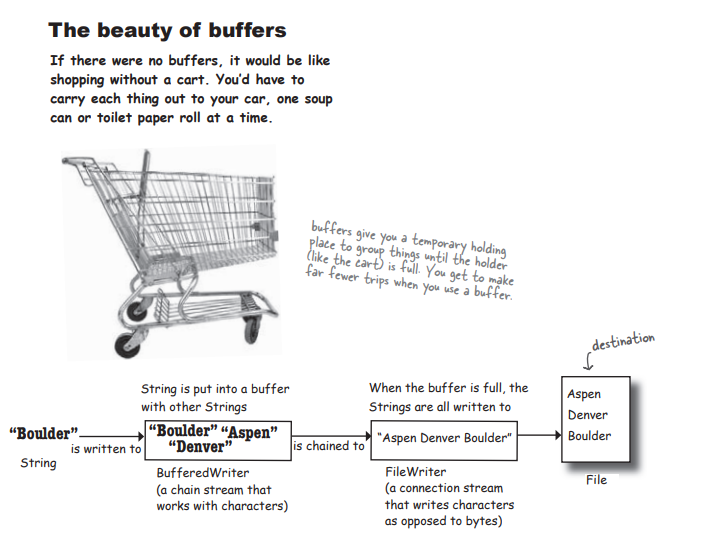 The beauty of buffers
If there were no buffers, it would be like
shopping without a cart. You'd have to
carry each thing out to your car, one soup
can or toilet paper roll at a time.
buffers give you a temporary holding
place to group things until the holder
(like the cart) is full. You get to make
far fewer trips when you use a buffer.
destination
String is put into a buffer
with other Strings
When the buffer is full, the
Strings are all written to
"Boulder"
String
is written to
"Boulder" "Aspen"
"Denver"
is chained to
"Aspen Denver Boulder"
Aspen
Denver
Boulder
BufferedWriter
(a chain stream that
works with characters)
FileWriter
(a connection stream
that writes characters
as opposed to bytes)
File